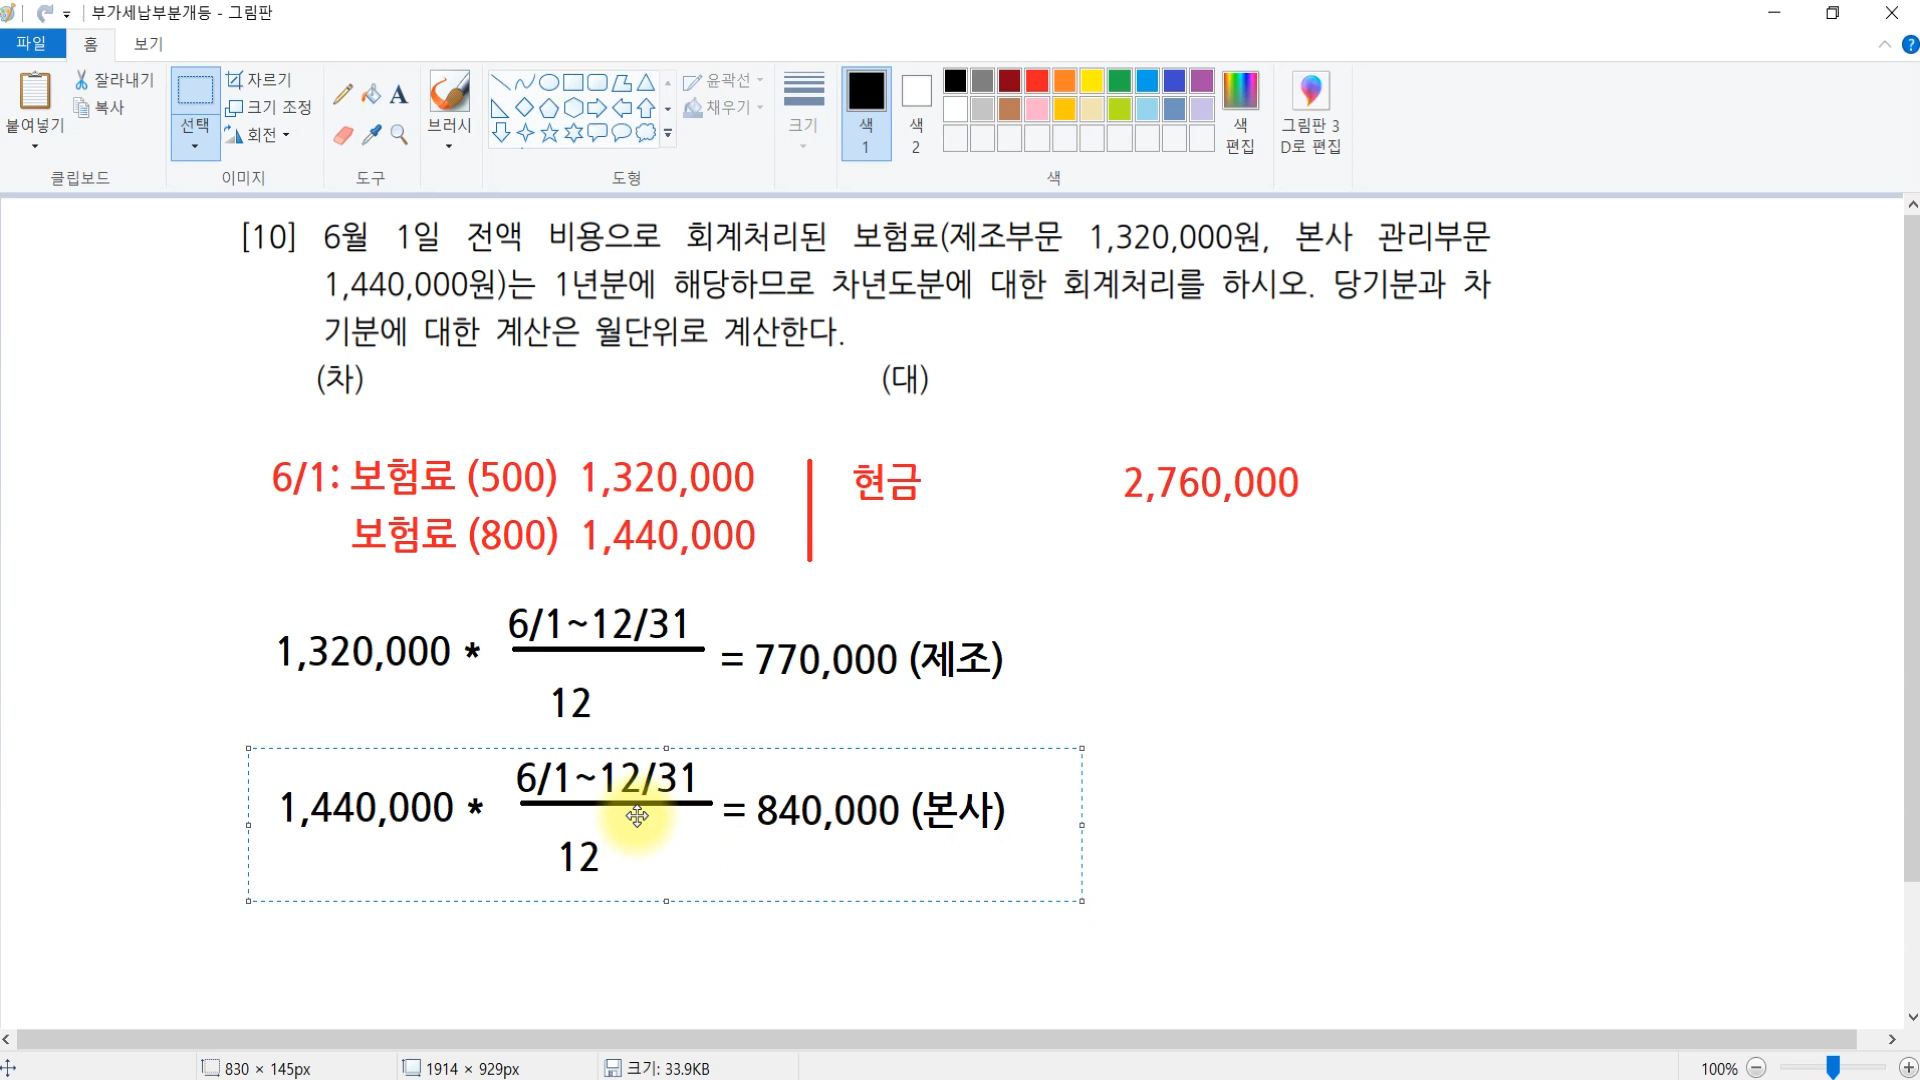 부가세납부분개등 - 그림판
파일 홈 보기
붙여넣기
잘라내기
복사
클립보드
선택
자르기
크기 조정
회전
이미지
A
도구
브러시
윤곽선
채우기
도형
크기
색 1
색 2
색 편집
그림판 3D로 편집
색
[10] 6월 1일 전액 비용으로 회계처리된 보험료(제조부문 1,320,000원, 본사 관리부문
1,440,000원)는 1년분에 해당하므로 차년도분에 대한 회계처리를 하시오. 당기분과 차
기분에 대한 계산은 월단위로 계산한다.
(차) (대)
6/1: 보험료 (500) 1,320,000 현금 2,760,000
보험료 (800) 1,440,000
6/1~12/31
1,320,000 * = 770,000 (제조)
12
6/1~12/31
1,440,000 * = 840,000 (본사)
12
830 × 145px 1914 × 929px 크기: 33.9KB 100%